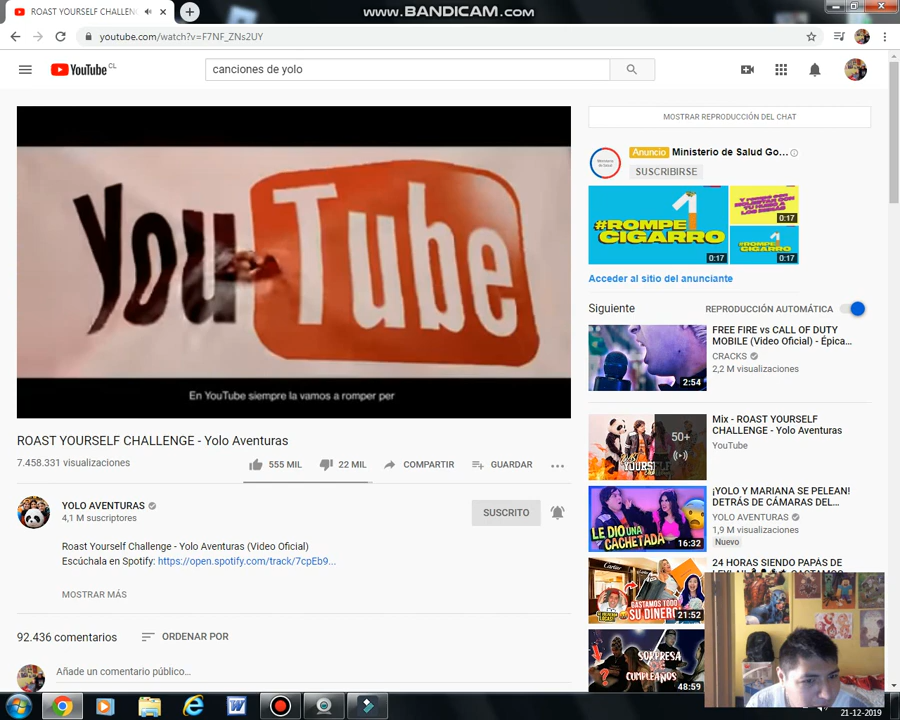 WWW.BANDICAM.COM
ROAST YOURSELF CHALLEN
youtube.com/watch?v=F7NF_ZNs2UY
YouTube CL
canciones de yolo
YouTube
En YouTube siempre la vamos a romper per
ROAST YOURSELF CHALLENGE - Yolo Aventuras
7.458.331 visualizaciones
555 MIL
22 MIL
COMPARTIR
GUARDAR
YOLO AVENTURAS
4,1 M suscriptores
SUSCRITO
Roast Yourself Challenge - Yolo Aventuras (Video Oficial)
Escúchala en Spotify: https://open.spotify.com/track/7cpEb9...
MOSTRAR MÁS
92.436 comentarios
ORDENAR POR
Añade un comentario público...
MOSTRAR REPRODUCCIÓN DEL CHAT
Anuncio Ministerio de Salud Go...
SUSCRIBIRSE
#ROMPE
1
CIGARRO
0:17
0:17
0:17
Acceder al sitio del anunciante
Siguiente
REPRODUCCIÓN AUTOMÁTICA
FREE FIRE vs CALL OF DUTY
MOBILE (Video Oficial) - Épica...
CRACKS
2,2 M visualizaciones
2:54
Mix - ROAST YOURSELF
CHALLENGE - Yolo Aventuras
YouTube
50+
¡YOLO Y MARIANA SE PELEAN!
DETRÁS DE CÁMARAS DEL...
YOLO AVENTURAS
1,9 M visualizaciones
Nuevo
LE DIO UNA
CACHETADA
16:32
24 HORAS SIENDO PAPÁS DE
Cartier
GASTAMOS TODO
SU DINERO
21:52
SORPRESA
CUMPLEAÑOS
48:59
21-12-2019